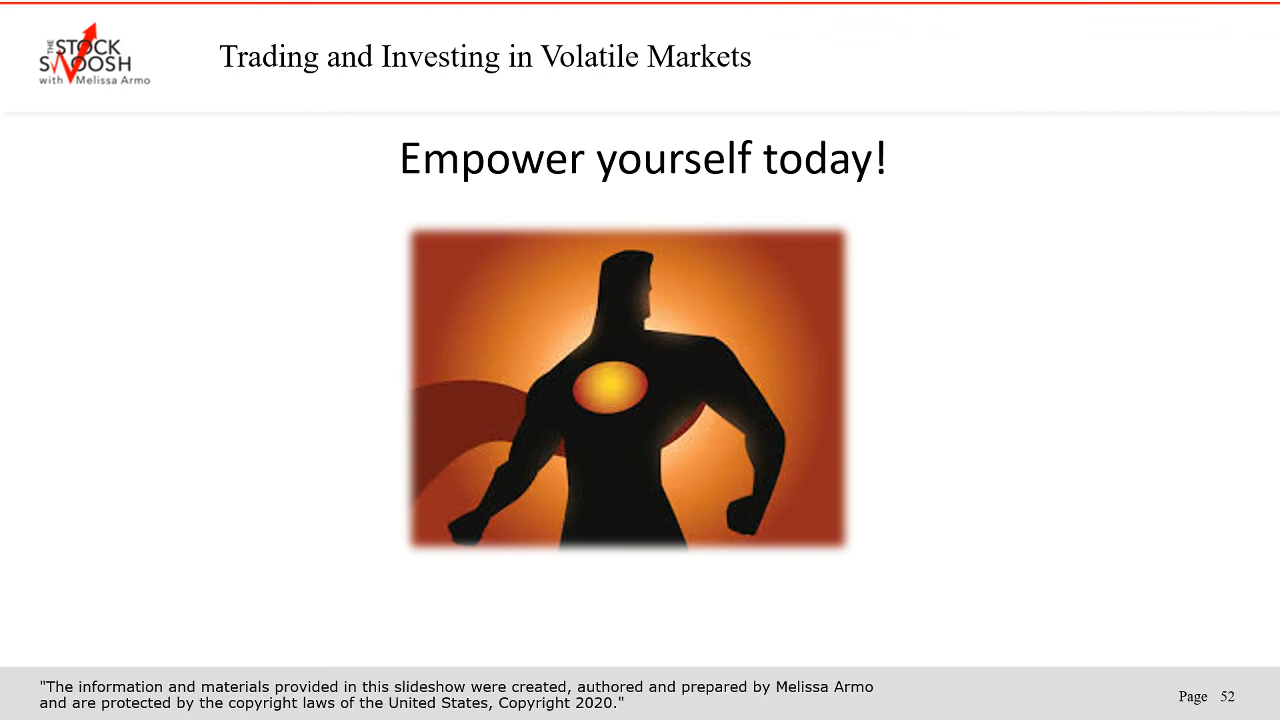 THE
STOCK
SWOOSH
with Melissa Armo
Trading and Investing in Volatile Markets
Empower yourself today!
"The information and materials provided in this slideshow were created, authored and prepared by Melissa Armo
and are protected by the copyright laws of the United States, Copyright 2020."
Page 52